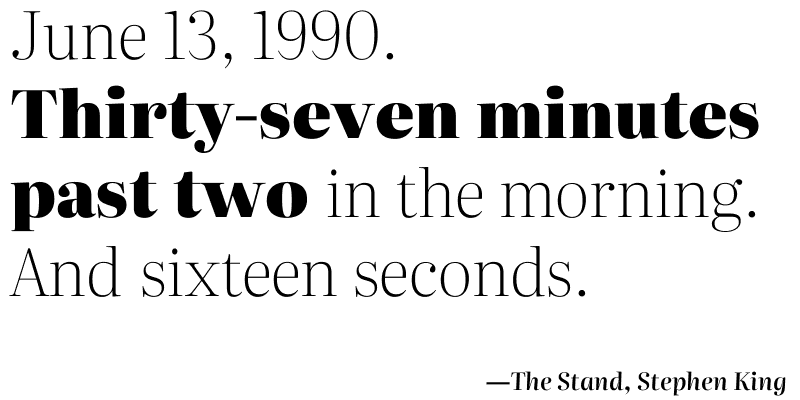 June 13, 1990.
Thirty-seven minutes
past two in the morning.
And sixteen seconds.
—The Stand, Stephen King